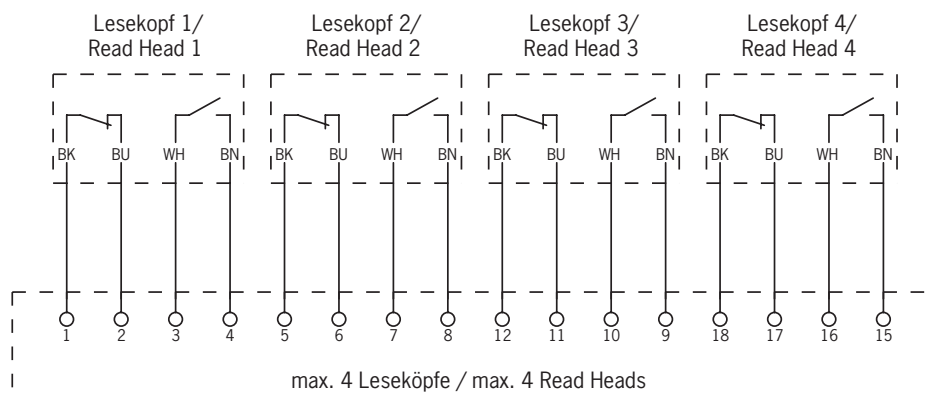 Lesekopf 1/
Read Head 1
Lesekopf 2/
Read Head 2
Lesekopf 3/
Read Head 3
Lesekopf 4/
Read Head 4
BK BU WH BN BK BU WH BN BK BU WH BN BK BU WH BN
1 2 3 4 5 6 7 8 12 11 10 9 18 17 16 15
max. 4 Leseköpfe / max. 4 Read Heads